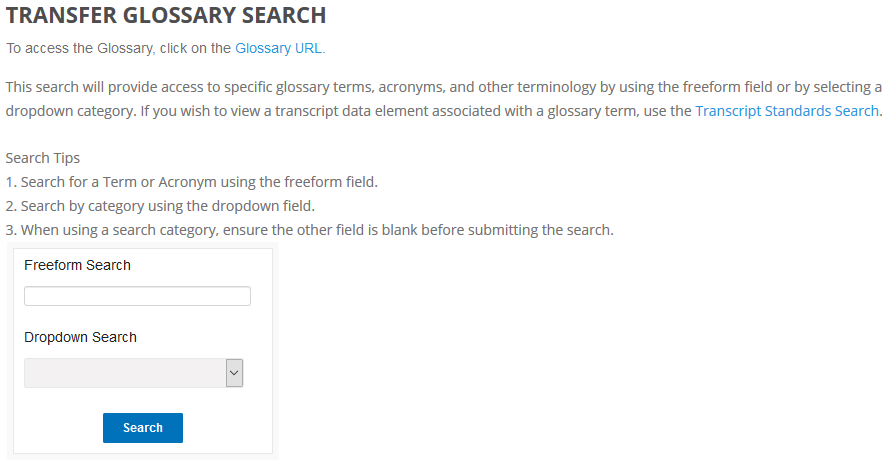 TRANSFER GLOSSARY SEARCH
To access the Glossary, click on the Glossary URL.
This search will provide access to specific glossary terms, acronyms, and other terminology by using the freeform field or by selecting a
dropdown category. If you wish to view a transcript data element associated with a glossary term, use the Transcript Standards Search.
Search Tips
1. Search for a Term or Acronym using the freeform field.
2. Search by category using the dropdown field.
3. When using a search category, ensure the other field is blank before submitting the search.
Freeform Search
Dropdown Search
Search